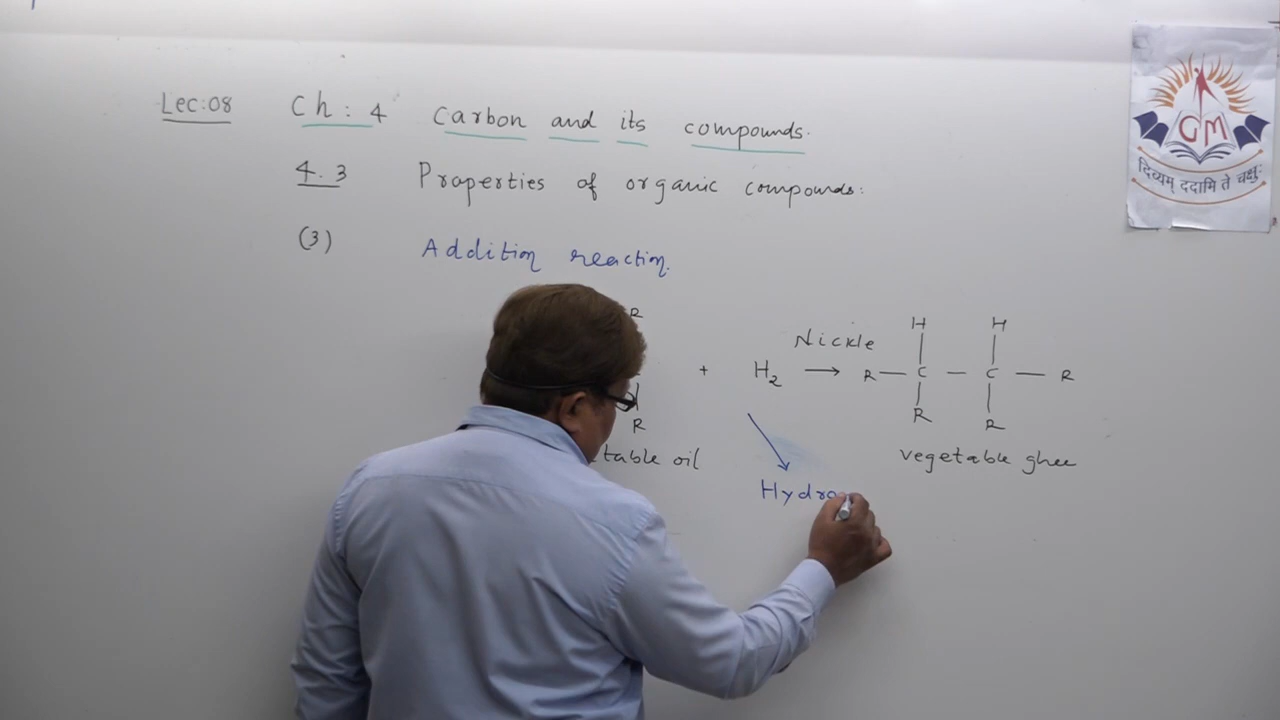 Lec:08 Ch: 4 Carbon and its compounds.
4.3 Properties of organic compounds:
(3) Addition reaction.
R H H
Nickle
+ H₂ → R — C — C — R
R R R
table oil vegetable ghee
Hydro
GM
दिव्यम् ददामि ते चक्षुः